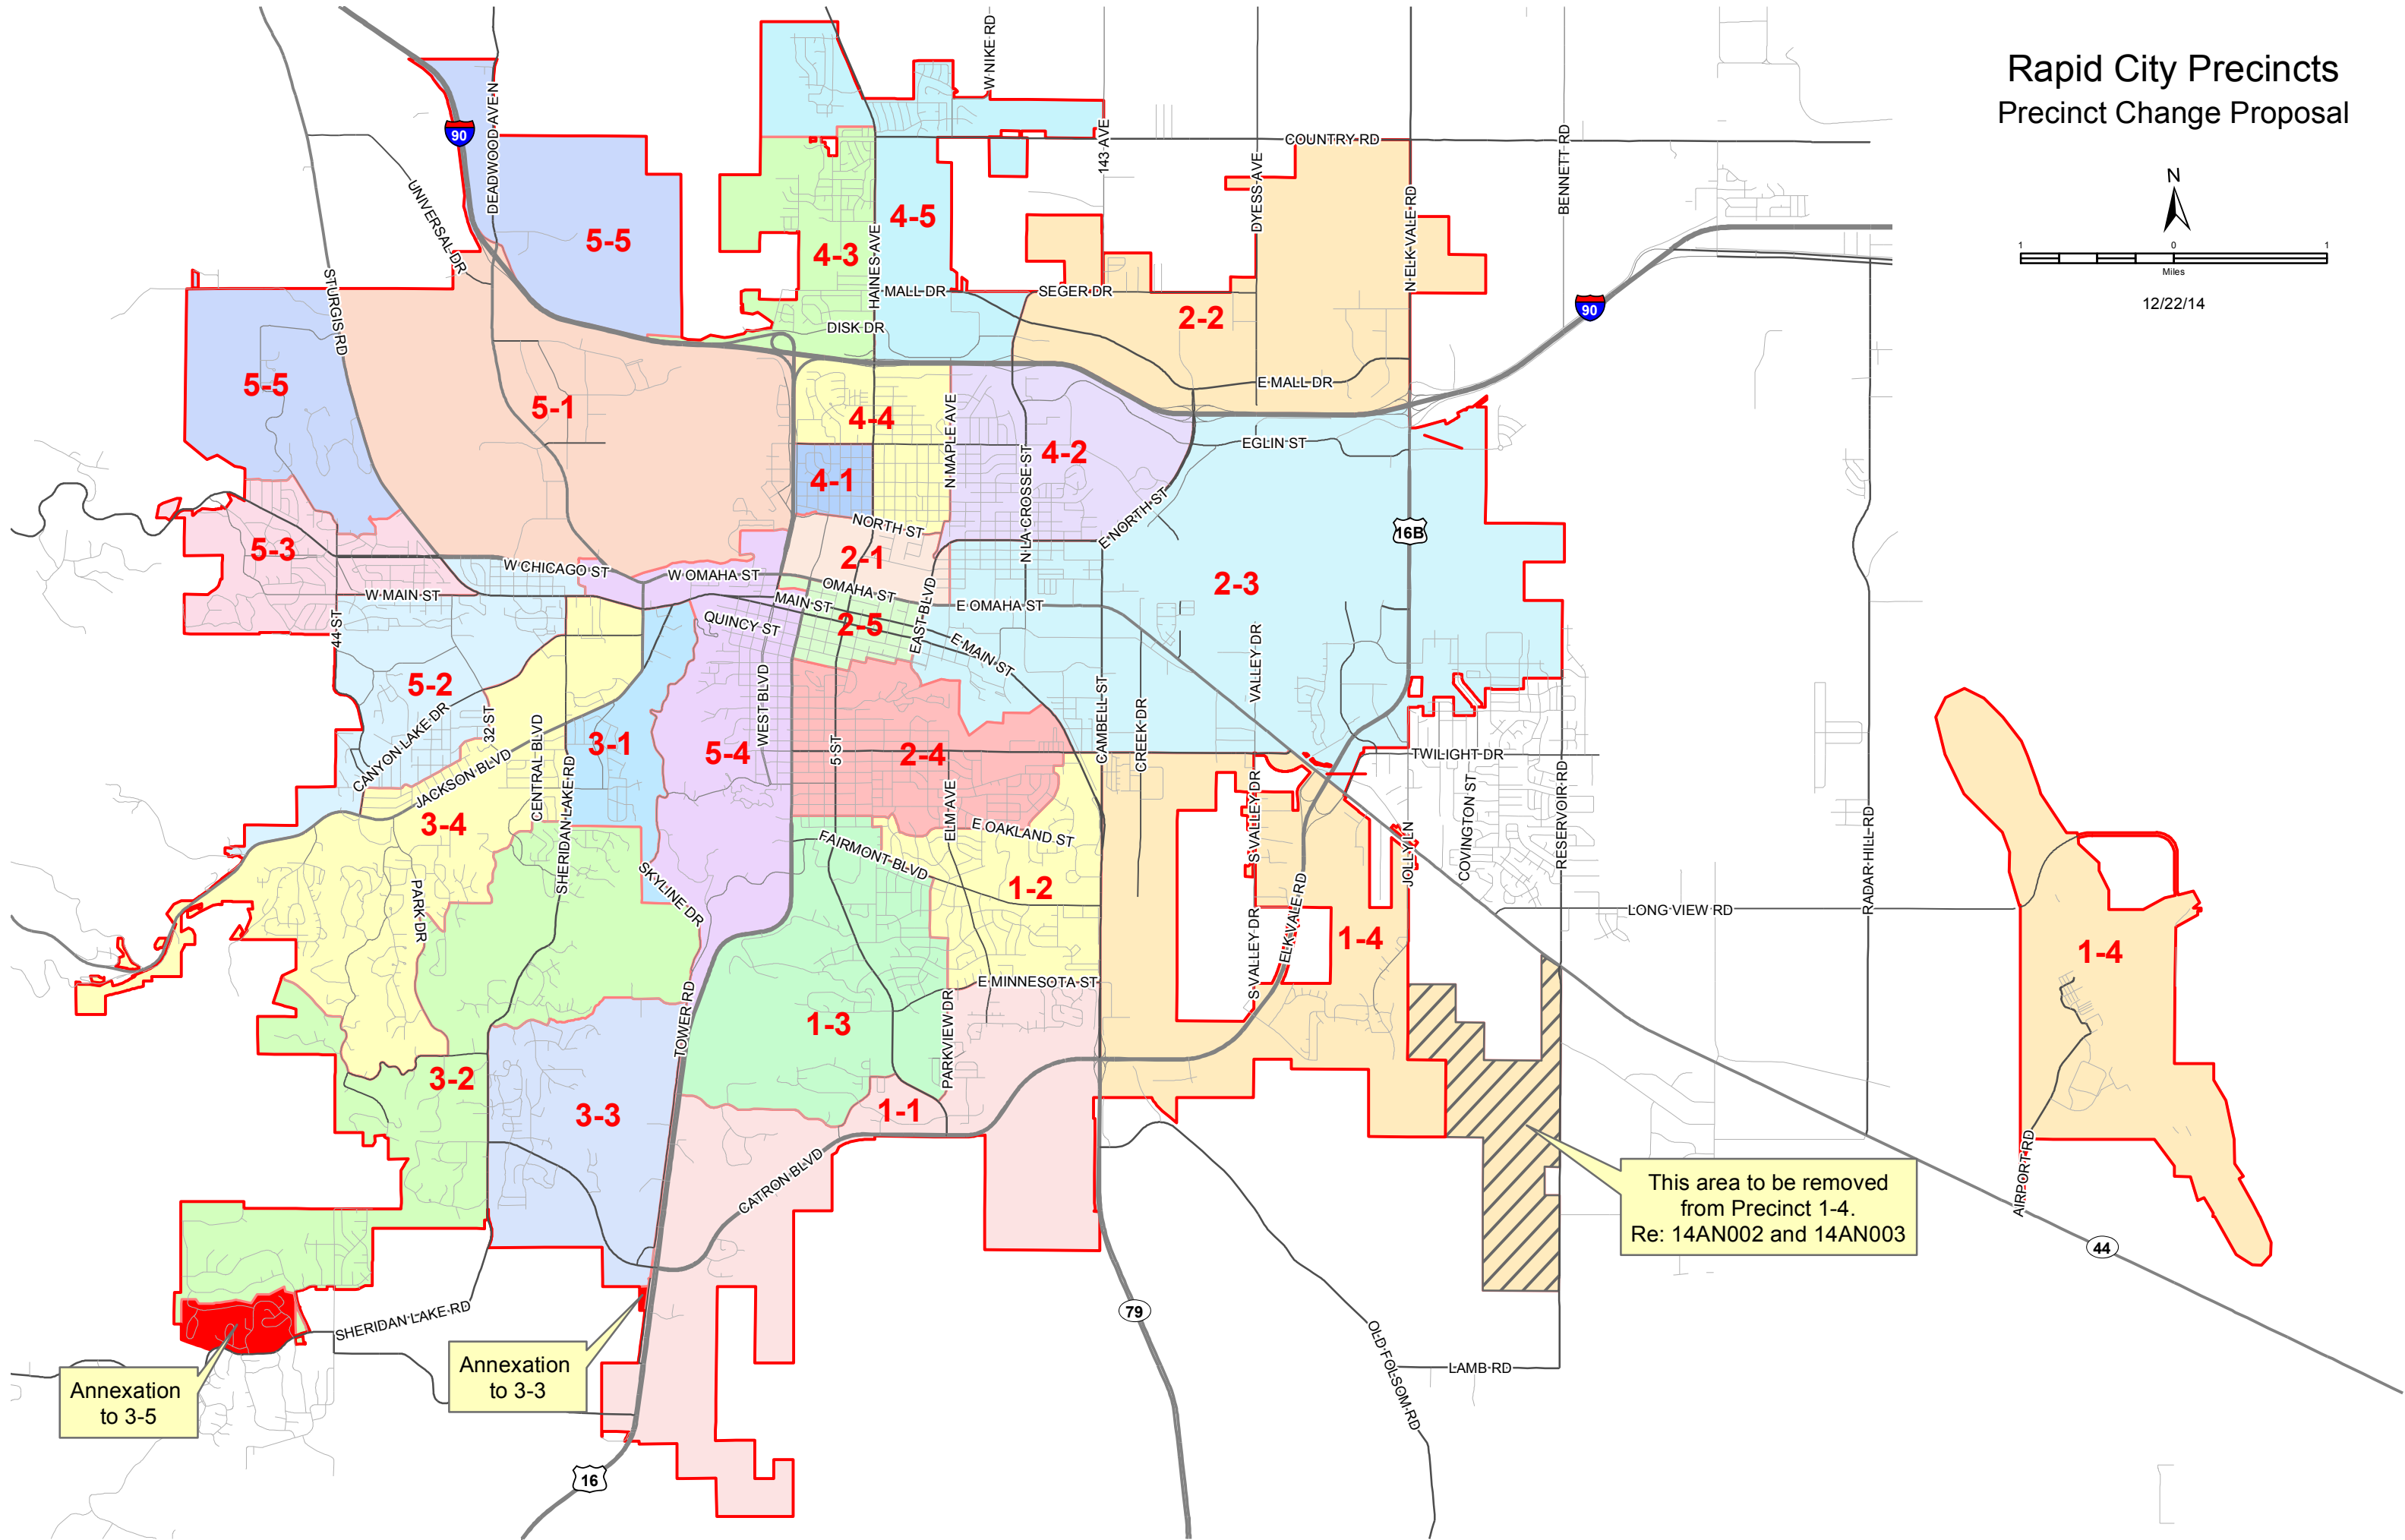 Rapid City Precincts
Precinct Change Proposal
N
1
0
1
Miles
12/22/14
W NIKE RD
90
DEADWOOD AVE N
143 AVE
COUNTRY RD
DYESS AVE
N ELK VALE RD
BENNETT RD
UNIVERSAL DR
STURGIS RD
5-5
4-5
4-3
HAINES AVE
MALL DR
SEGER DR
2-2
90
DISK DR
5-5
5-1
E MALL DR
4-4
N MAPLE AVE
4-2
EGLIN ST
4-1
N LA CROSSE ST
E NORTH ST
16B
NORTH ST
5-3
2-1
W CHICAGO ST
W OMAHA ST
OMAHA ST
2-3
W MAIN ST
MAIN ST
E OMAHA ST
44 ST
QUINCY ST
2-5
EAST BLVD
E MAIN ST
VALLEY DR
5-2
WEST BLVD
CAMBELL ST
CREEK DR
CANYON LAKE DR
32 ST
CENTRAL BLVD
3-1
5-4
5 ST
2-4
TWILIGHT DR
JACKSON BLVD
SHERIDAN LAKE RD
ELM AVE
S VALLEY DR
COVINGTON ST
RESERVOIR RD
3-4
E OAKLAND ST
FAIRMONT BLVD
JOLLY LN
RADAR HILL RD
PARK DR
SKYLINE DR
1-2
ELK VALE RD
LONG VIEW RD
S VALLEY DR
1-4
1-4
E MINNESOTA ST
TOWER RD
1-3
PARKVIEW DR
3-2
3-3
1-1
CATRON BLVD
This area to be removed
from Precinct 1-4.
Re: 14AN002 and 14AN003
AIRPORT RD
44
79
SHERIDAN LAKE RD
Annexation
to 3-3
OLD FOLSOM RD
LAMB RD
Annexation
to 3-5
16